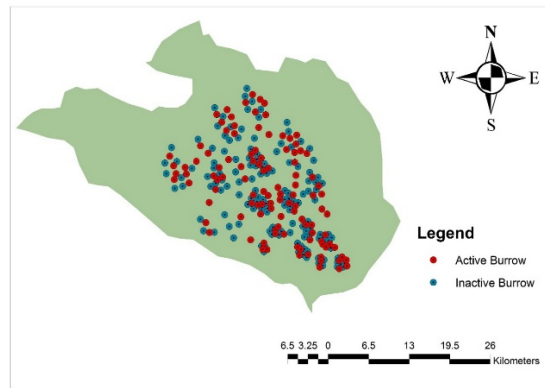 N
W E
S
Legend
Active Burrow
Inactive Burrow
6.5 3.25 0 6.5 13 19.5 26
Kilometers